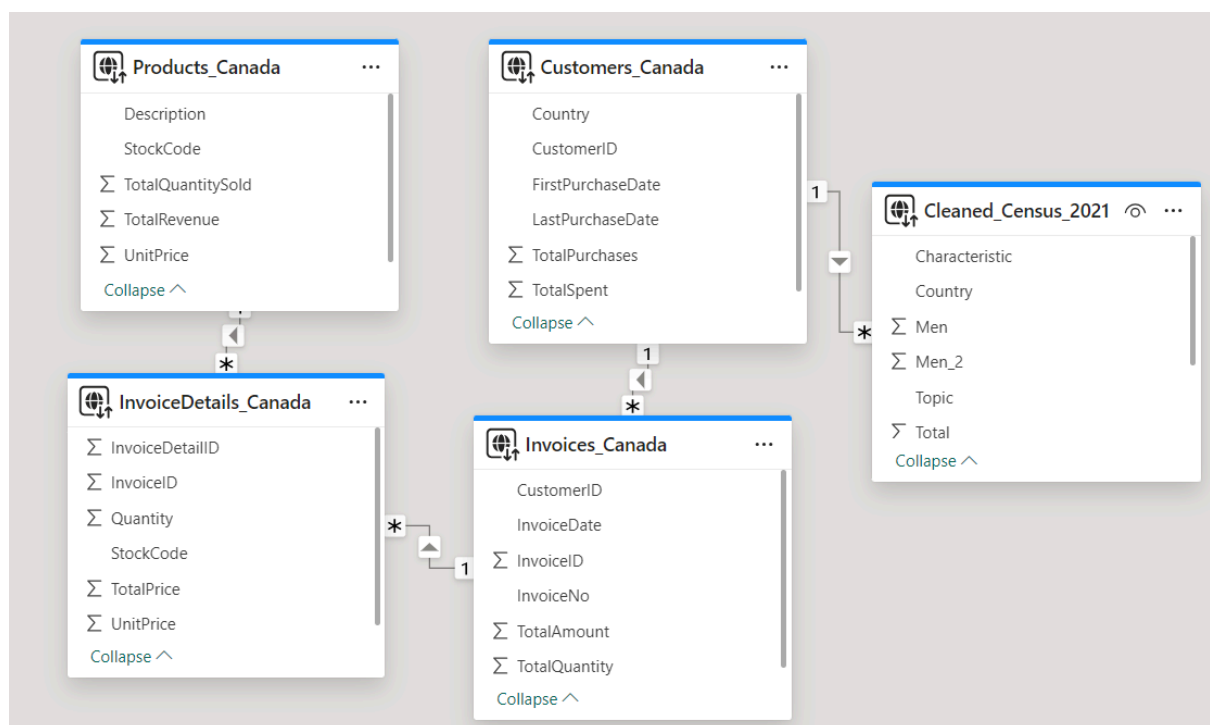 Products_Canada
Description
StockCode
TotalQuantitySold
TotalRevenue
UnitPrice
Collapse
Customers_Canada
Country
CustomerID
FirstPurchaseDate
LastPurchaseDate
TotalPurchases
TotalSpent
Collapse
Cleaned_Census_2021
Characteristic
Country
Men
Men_2
Topic
Total
Collapse
1
*
1
*
1
*
InvoiceDetails_Canada
InvoiceDetailID
InvoiceID
Quantity
StockCode
TotalPrice
UnitPrice
Collapse
*
1
Invoices_Canada
CustomerID
InvoiceDate
InvoiceID
InvoiceNo
TotalAmount
TotalQuantity
Collapse